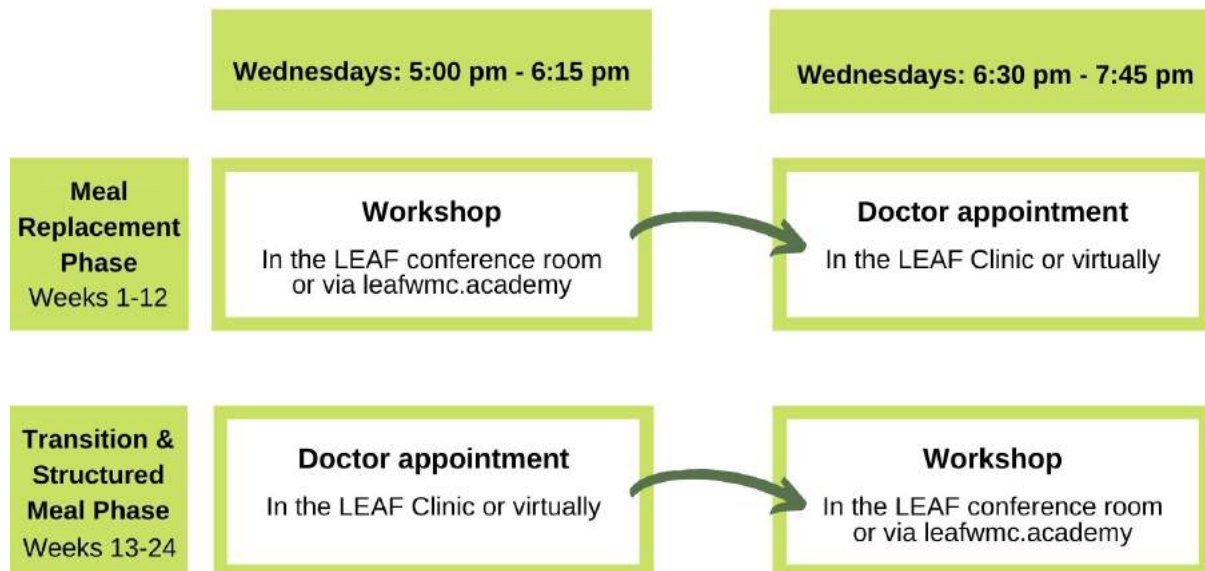 Wednesdays: 5:00 pm - 6:15 pm
Wednesdays: 6:30 pm - 7:45 pm
Meal
Replacement
Phase
Weeks 1-12
Workshop
In the LEAF conference room
or via leafwmc.academy
Doctor appointment
In the LEAF Clinic or virtually
Transition &
Structured
Meal Phase
Weeks 13-24
Doctor appointment
In the LEAF Clinic or virtually
Workshop
In the LEAF conference room
or via leafwmc.academy